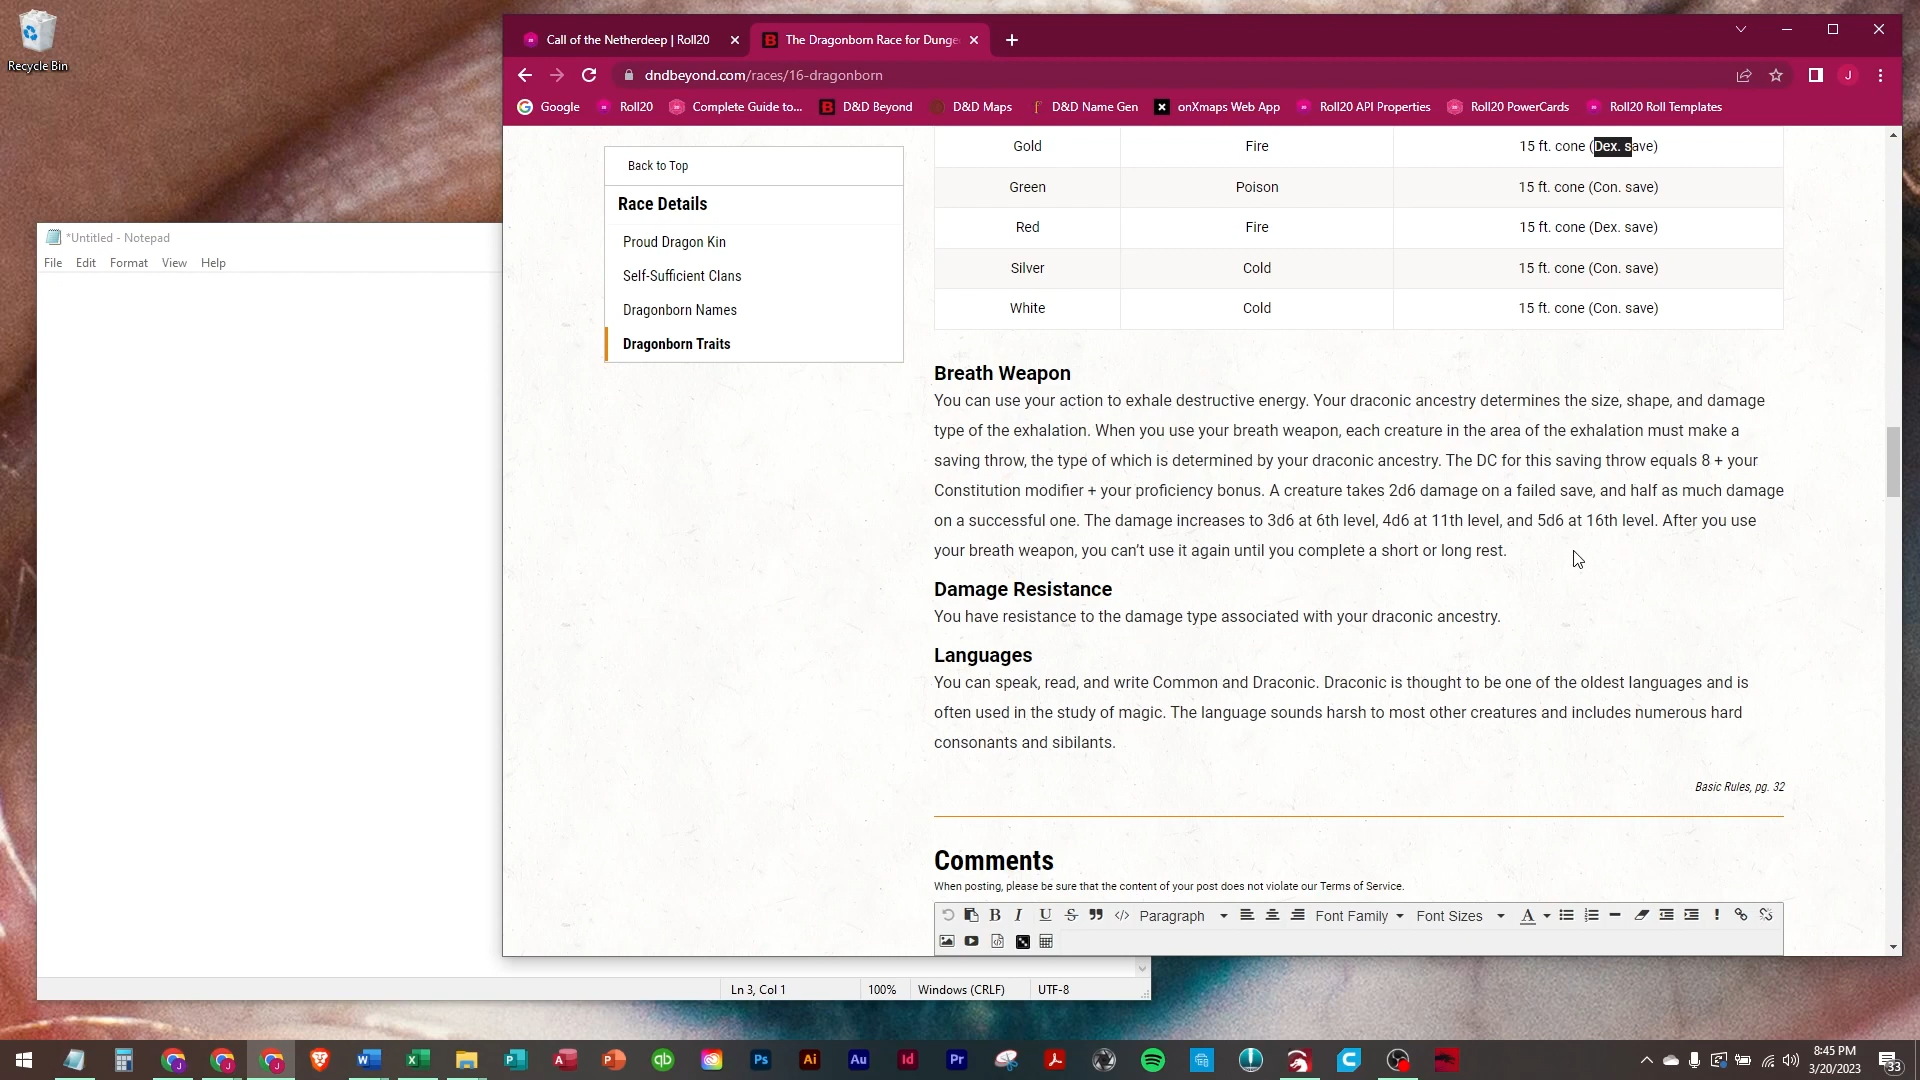 Recycle Bin
*Untitled - Notepad
File Edit Format View Help
Ln 3, Col 1 100% Windows (CRLF) UTF-8
Call of the Netherdeep | Roll20
The Dragonborn Race for Dunge
dndbeyond.com/races/16-dragonborn
J
Google Roll20 Complete Guide to... D&D Beyond D&D Maps D&D Name Gen onXmaps Web App Roll20 API Properties Roll20 PowerCards Roll20 Roll Templates
Back to Top
Race Details
Proud Dragon Kin
Self-Sufficient Clans
Dragonborn Names
Dragonborn Traits
Gold Fire 15 ft. cone (Dex. save)
Green Poison 15 ft. cone (Con. save)
Red Fire 15 ft. cone (Dex. save)
Silver Cold 15 ft. cone (Con. save)
White Cold 15 ft. cone (Con. save)
Breath Weapon
You can use your action to exhale destructive energy. Your draconic ancestry determines the size, shape, and damage
type of the exhalation. When you use your breath weapon, each creature in the area of the exhalation must make a
saving throw, the type of which is determined by your draconic ancestry. The DC for this saving throw equals 8 + your
Constitution modifier + your proficiency bonus. A creature takes 2d6 damage on a failed save, and half as much damage
on a successful one. The damage increases to 3d6 at 6th level, 4d6 at 11th level, and 5d6 at 16th level. After you use
your breath weapon, you can’t use it again until you complete a short or long rest.
Damage Resistance
You have resistance to the damage type associated with your draconic ancestry.
Languages
You can speak, read, and write Common and Draconic. Draconic is thought to be one of the oldest languages and is
often used in the study of magic. The language sounds harsh to most other creatures and includes numerous hard
consonants and sibilants.
Basic Rules, pg. 32
Comments
When posting, please be sure that the content of your post does not violate our Terms of Service.
B I U S Paragraph Font Family Font Sizes A
8:45 PM
3/20/2023
33